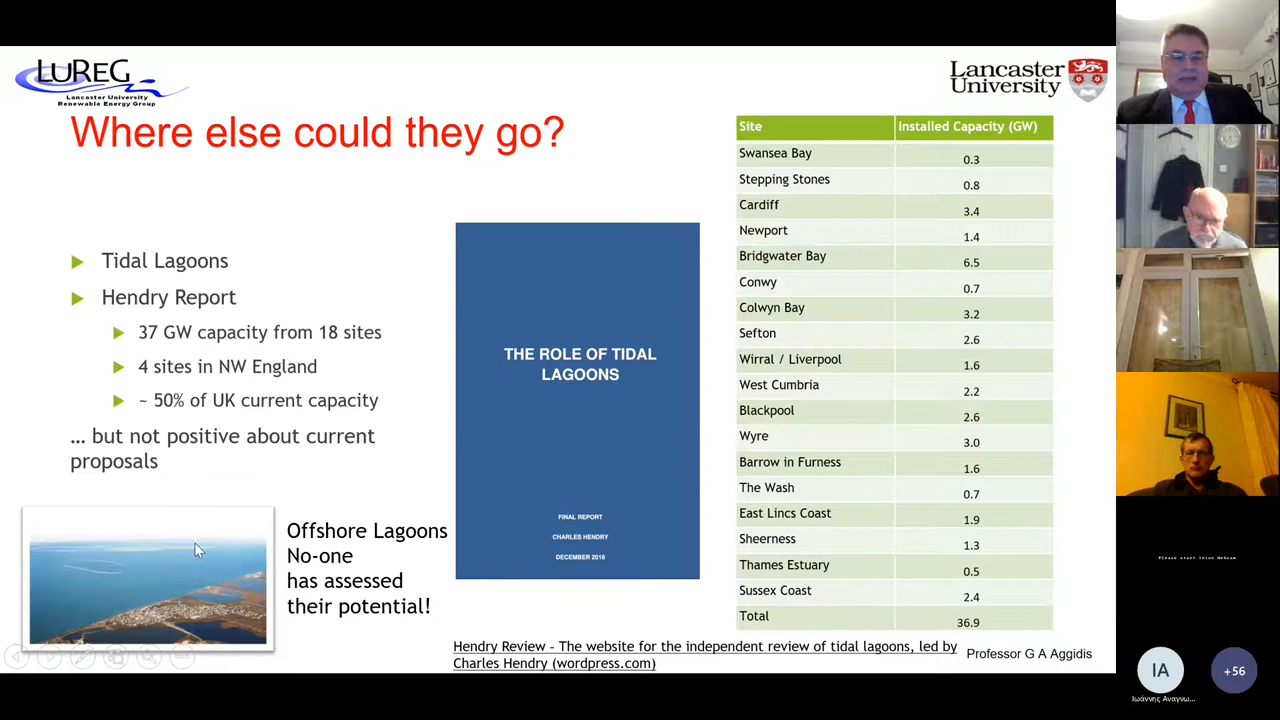 LUREG
Lancaster University
Renewable Energy Group
Lancaster
University
Where else could they go?
Tidal Lagoons
Hendry Report
37 GW capacity from 18 sites
4 sites in NW England
~ 50% of UK current capacity
… but not positive about current
proposals
Offshore Lagoons
No-one
has assessed
their potential!
THE ROLE OF TIDAL
LAGOONS
FINAL REPORT
CHARLES HENDRY
DECEMBER 2016
Site Installed Capacity (GW)
Swansea Bay 0.3
Stepping Stones 0.8
Cardiff 3.4
Newport 1.4
Bridgwater Bay 6.5
Conwy 0.7
Colwyn Bay 3.2
Sefton 2.6
Wirral / Liverpool 1.6
West Cumbria 2.2
Blackpool 2.6
Wyre 3.0
Barrow in Furness 1.6
The Wash 0.7
East Lincs Coast 1.9
Sheerness 1.3
Thames Estuary 0.5
Sussex Coast 2.4
Total 36.9
Hendry Review - The website for the independent review of tidal lagoons, led by
Charles Hendry (wordpress.com)
Professor G A Aggidis
Please start Iriun Webcam
IA
+56
Ιωάννης Αναγνω...